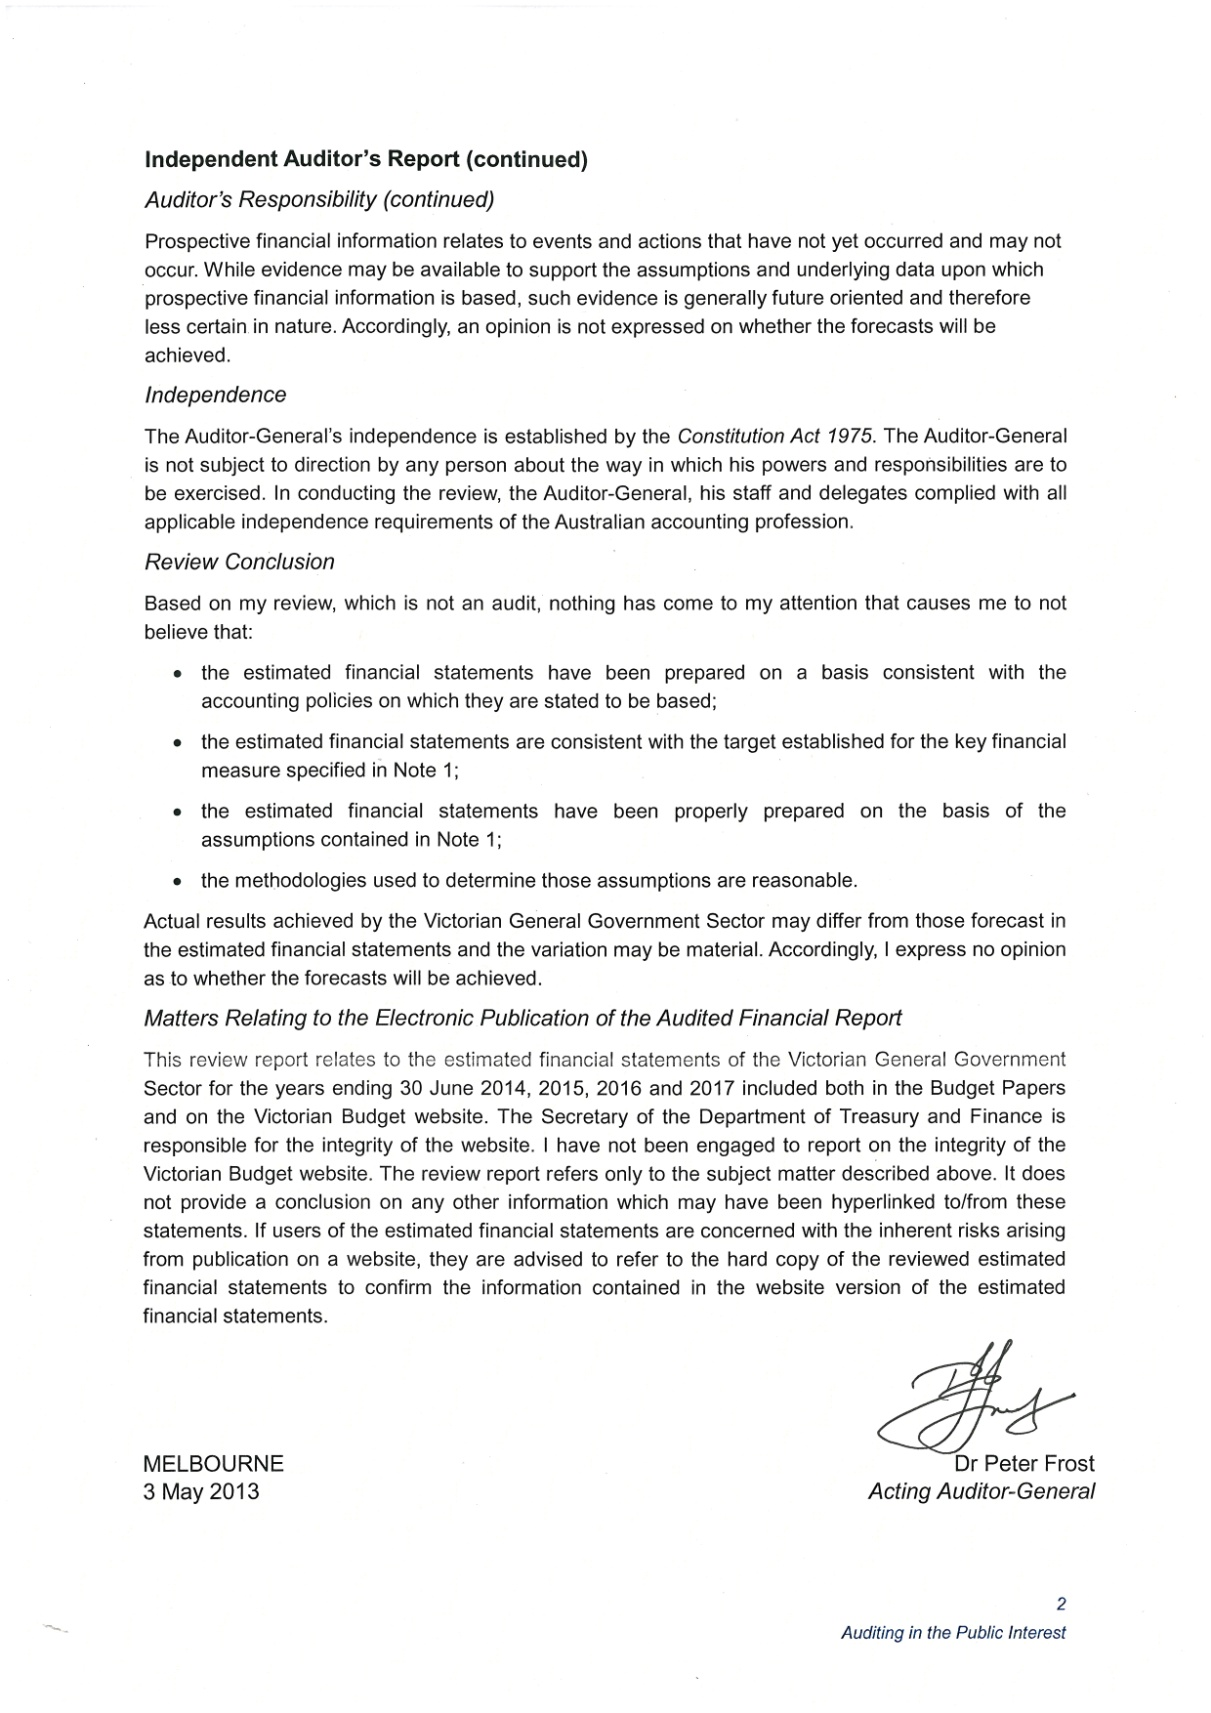 Independent Auditor's Report (continued)
Auditor's Responsibility (continued)
Prospective financial information relates to events and actions that have not yet occurred and may not
occur. While evidence may be available to support the assumptions and underlying data upon which
prospective financial information is based, such evidence is generally future oriented and therefore
less certain in nature. Accordingly, an opinion is not expressed on whether the forecasts will be
achieved.
Independence
The Auditor-General's independence is established by the Constitution Act 1975. The Auditor-General
is not subject to direction by any person about the way in which his powers and responsibilities are to
be exercised. In conducting the review, the Auditor-General, his staff and delegates complied with all
applicable independence requirements of the Australian accounting profession.
Review Conclusion
Based on my review, which is not an audit, nothing has come to my attention that causes me to not
believe that:
• the estimated financial statements have been prepared on a basis consistent with the
accounting policies on which they are stated to be based;
• the estimated financial statements are consistent with the target established for the key financial
measure specified in Note 1;
• the estimated financial statements have been properly prepared on the basis of the
assumptions contained in Note 1;
• the methodologies used to determine those assumptions are reasonable.
Actual results achieved by the Victorian General Government Sector may differ from those forecast in
the estimated financial statements and the variation may be material. Accordingly, I express no opinion
as to whether the forecasts will be achieved.
Matters Relating to the Electronic Publication of the Audited Financial Report
This review report relates to the estimated financial statements of the Victorian General Government
Sector for the years ending 30 June 2014, 2015, 2016 and 2017 included both in the Budget Papers
and on the Victorian Budget website. The Secretary of the Department of Treasury and Finance is
responsible for the integrity of the website. I have not been engaged to report on the integrity of the
Victorian Budget website. The review report refers only to the subject matter described above. It does
not provide a conclusion on any other information which may have been hyperlinked to/from these
statements. If users of the estimated financial statements are concerned with the inherent risks arising
from publication on a website, they are advised to refer to the hard copy of the reviewed estimated
financial statements to confirm the information contained in the website version of the estimated
financial statements.
MELBOURNE
3 May 2013
Dr Peter Frost
Acting Auditor-General
2
Auditing in the Public Interest